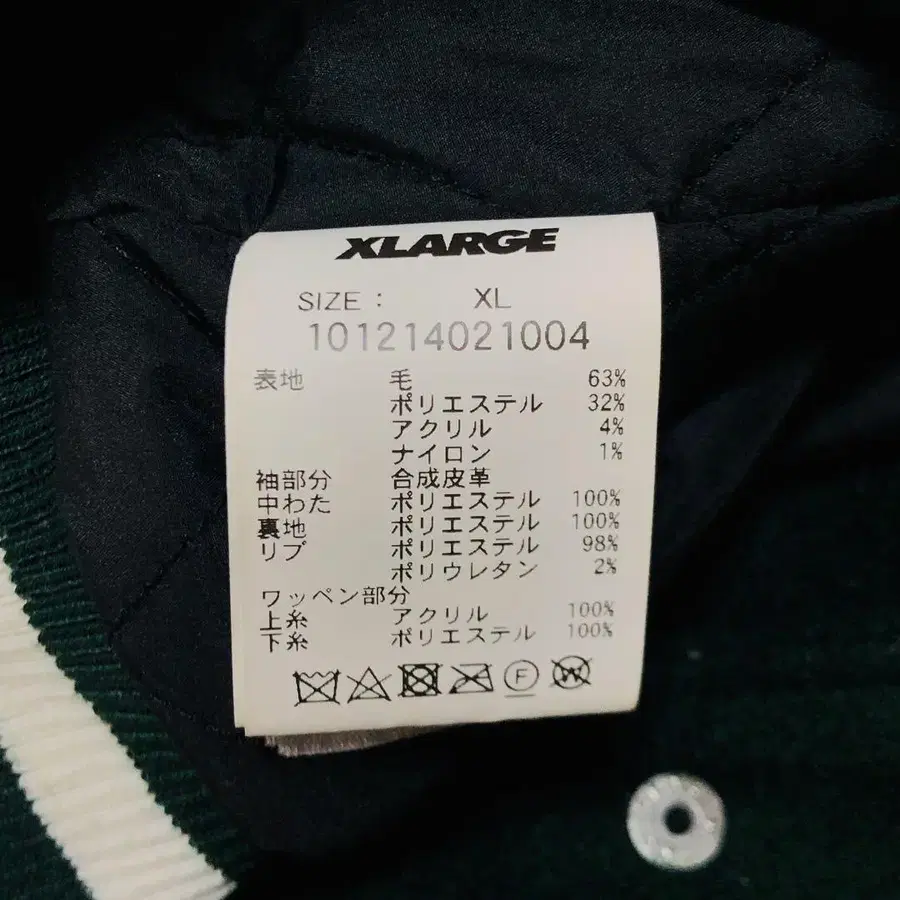 XLARGE
SIZE : XL
101214021004
表地 毛 63%
ポリエステル 32%
アクリル 4%
ナイロン 1%
袖部分 合成皮革
中わた ポリエステル 100%
裏地 ポリエステル 100%
リブ ポリエステル 98%
ポリウレタン 2%
ワッペン部分
上糸 アクリル 100%
下糸 ポリエステル 100%
F W